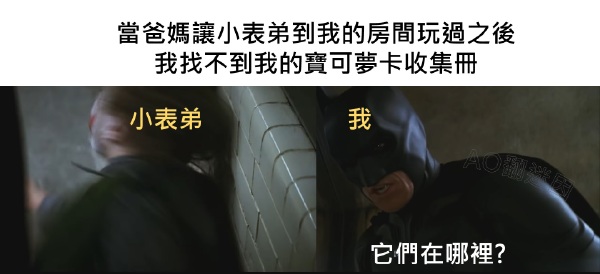 當爸媽讓小表弟到我的房間玩過之後
我找不到我的寶可夢卡收集冊
小表弟
我
它們在哪裡?